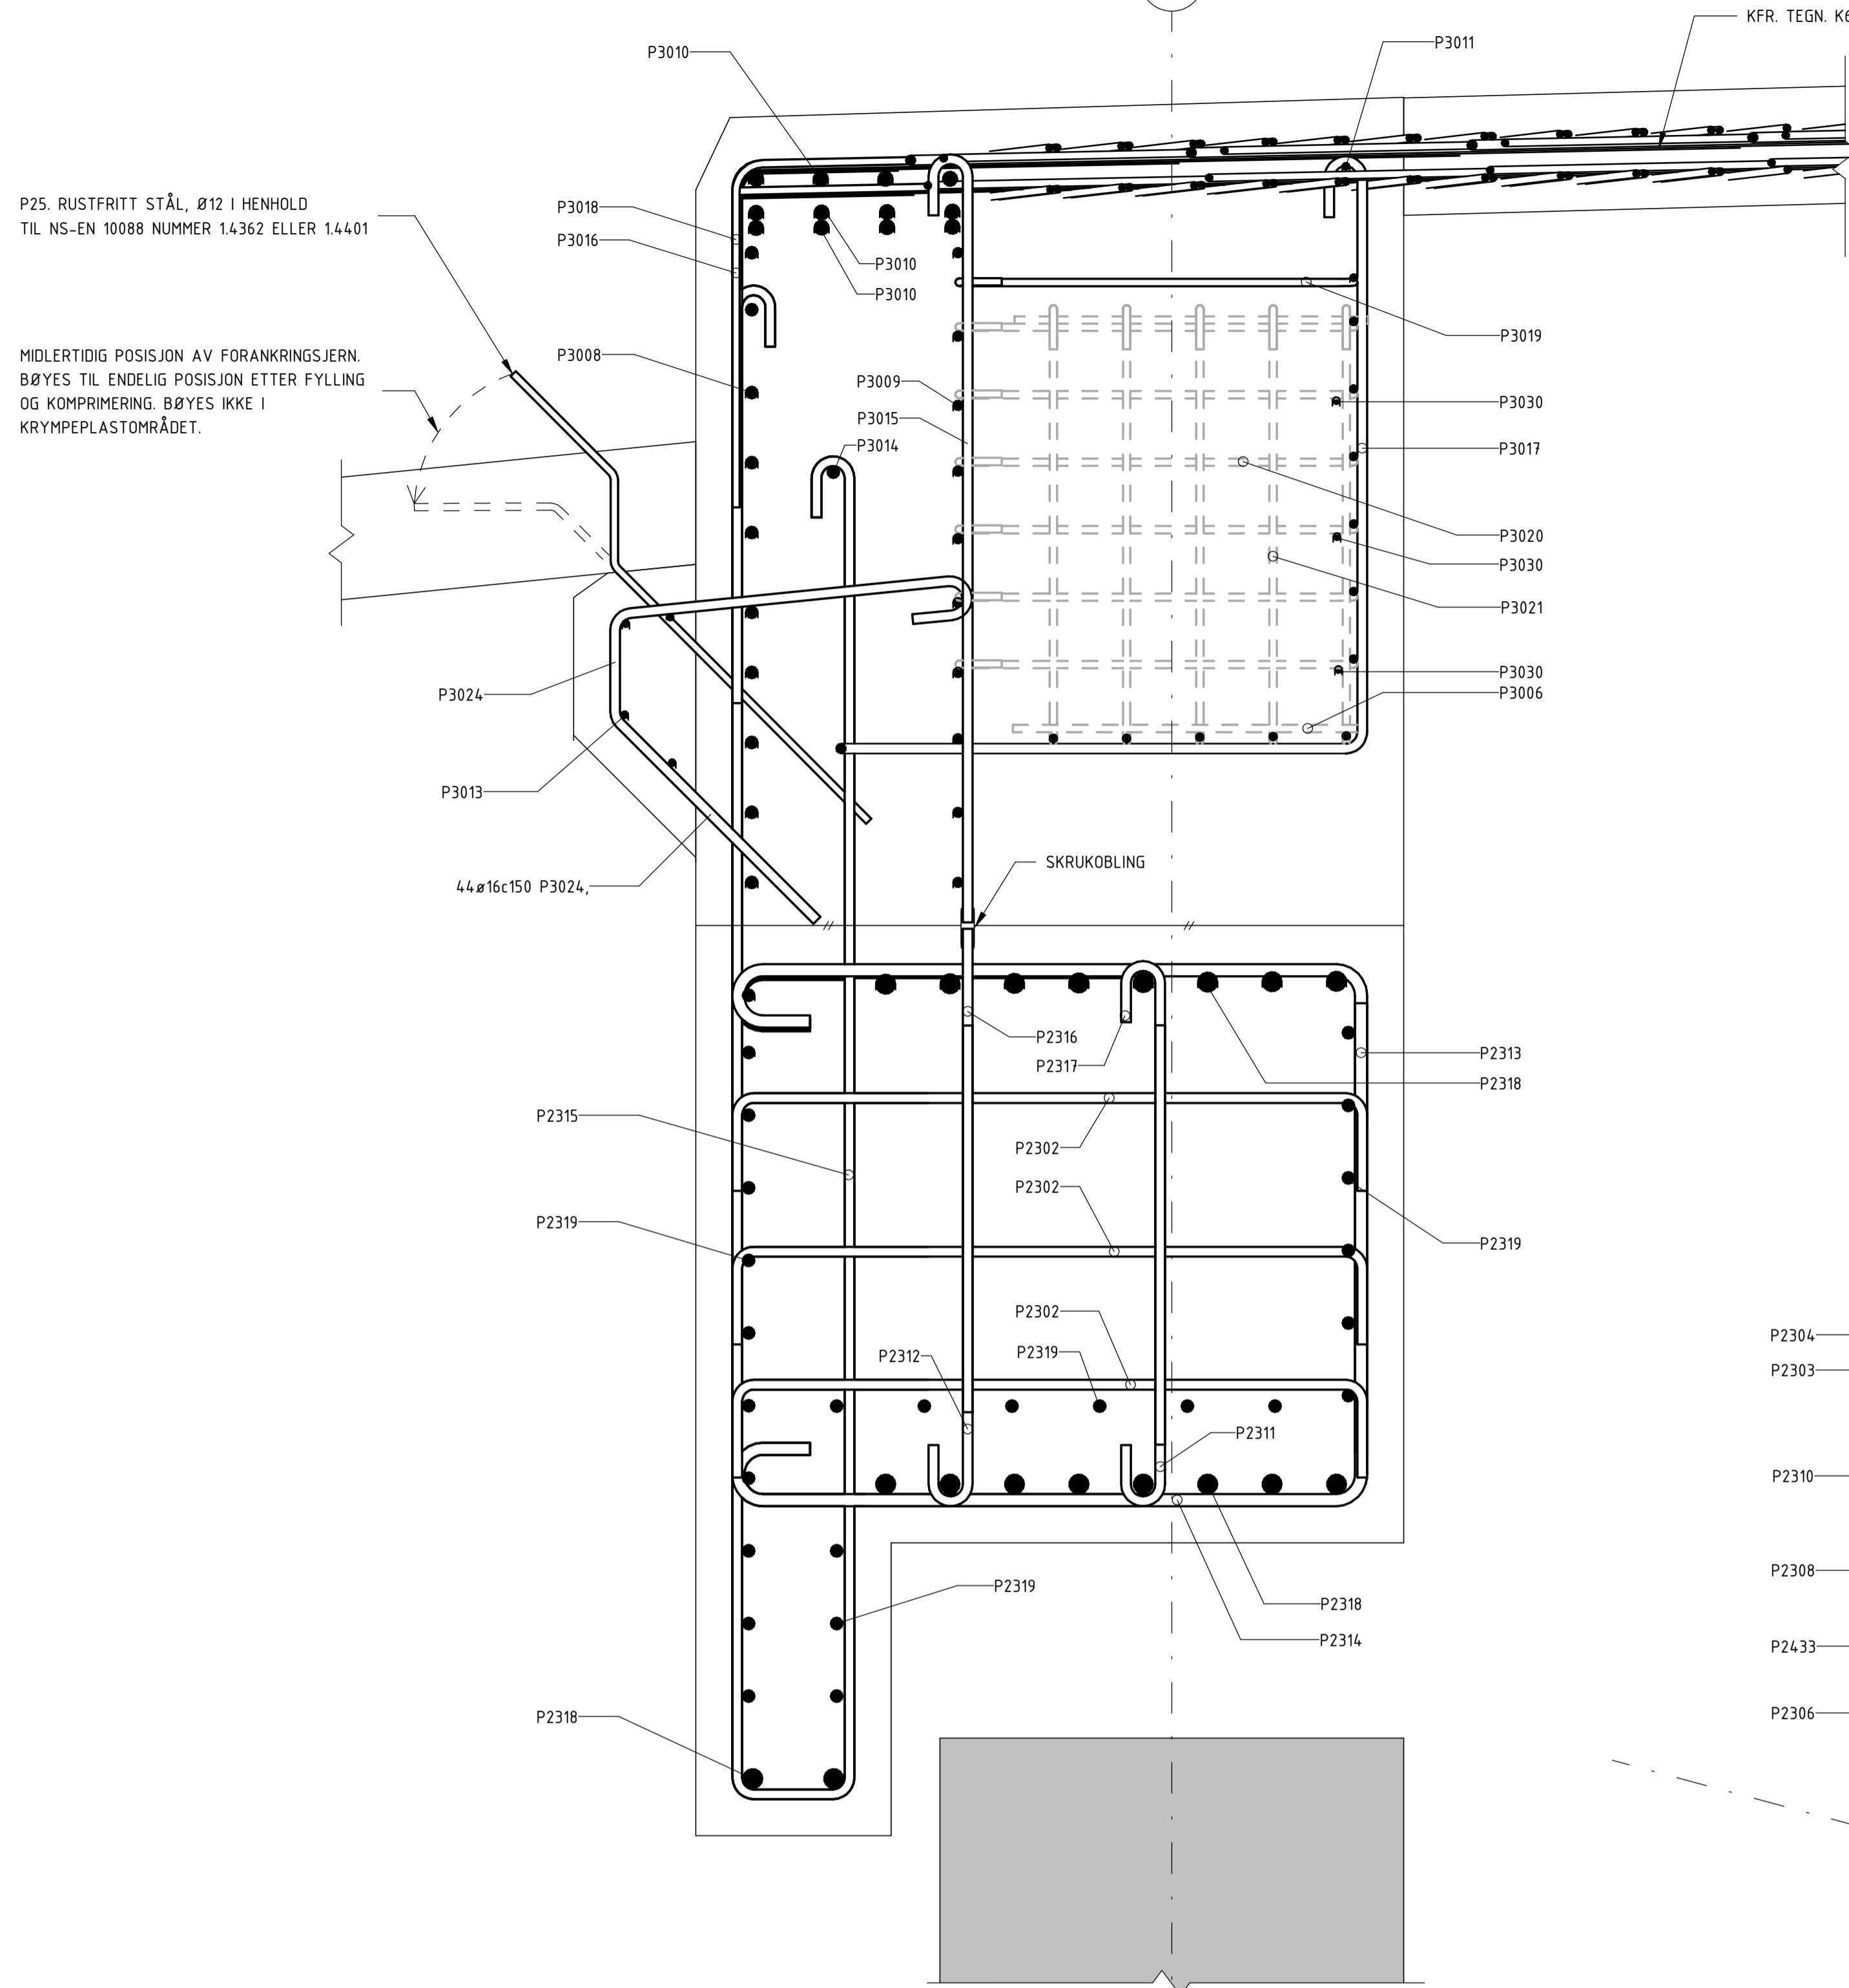 KFR. TEGN. K6
P3010
P3011
P25. RUSTFRITT STÅL, Ø12 I HENHOLD
TIL NS-EN 10088 NUMMER 1.4362 ELLER 1.4401
P3018
P3016
P3010
P3010
MIDLERTIDIG POSISJON AV FORANKRINGSJERN.
BØYES TIL ENDELIG POSISJON ETTER FYLLING
OG KOMPRIMERING. BØYES IKKE I
KRYMPEPLASTOMRÅDET.
P3008
P3019
P3009
P3015
P3014
P3030
P3017
P3020
P3030
P3021
P3030
P3006
P3024
P3013
44ø16c150 P3024,
SKRUKOBLING
P2316
P2317
P2313
P2318
P2315
P2302
P2302
P2319
P2319
P2302
P2319
P2312
P2311
P2304
P2303
P2310
P2319
P2318
P2314
P2308
P2433
P2318
P2306